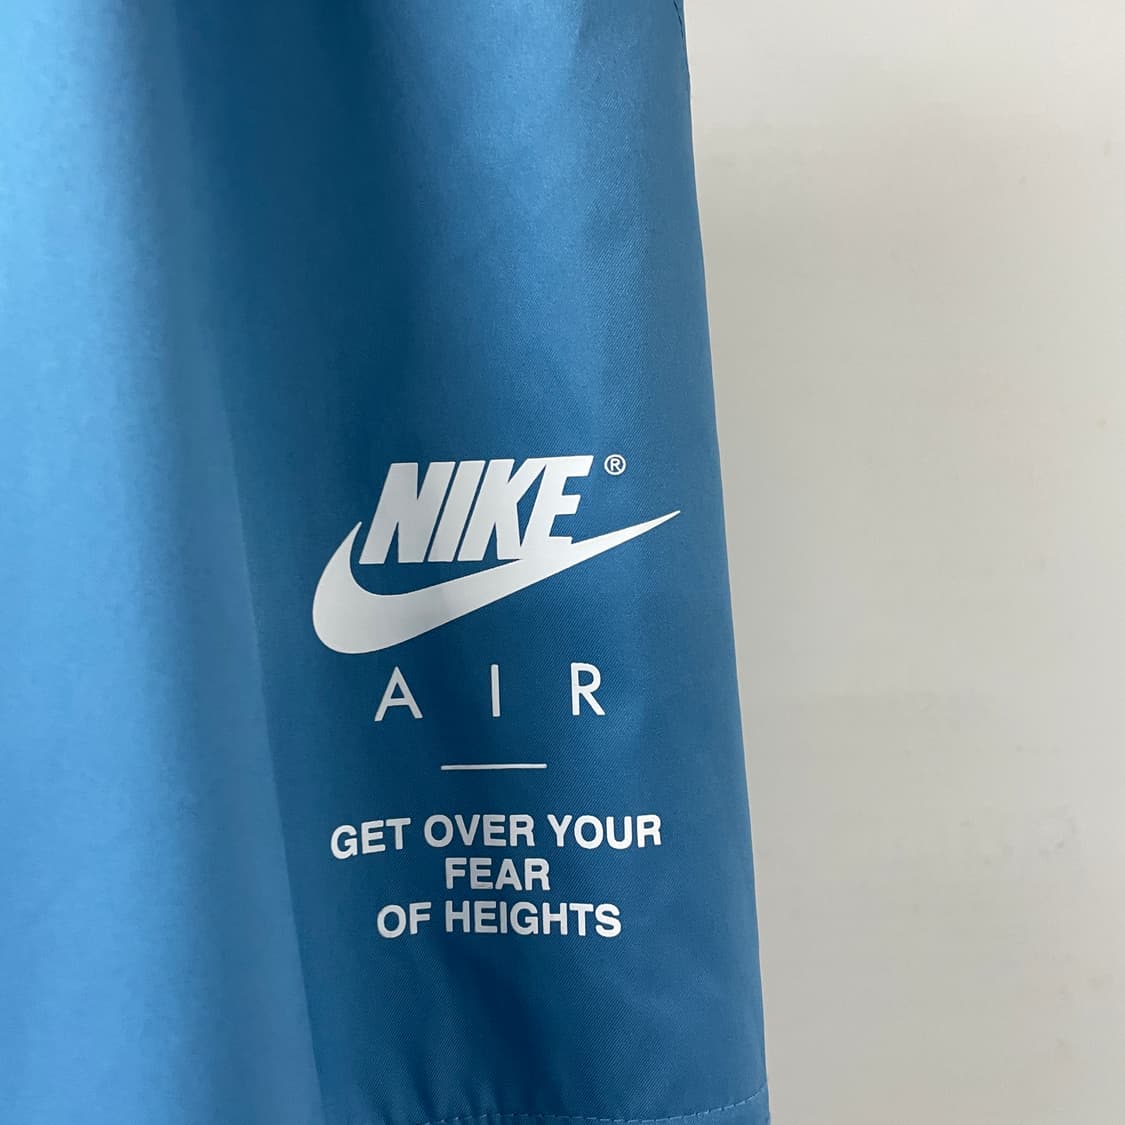 NIKE ®
AIR
GET OVER YOUR
FEAR
OF HEIGHTS